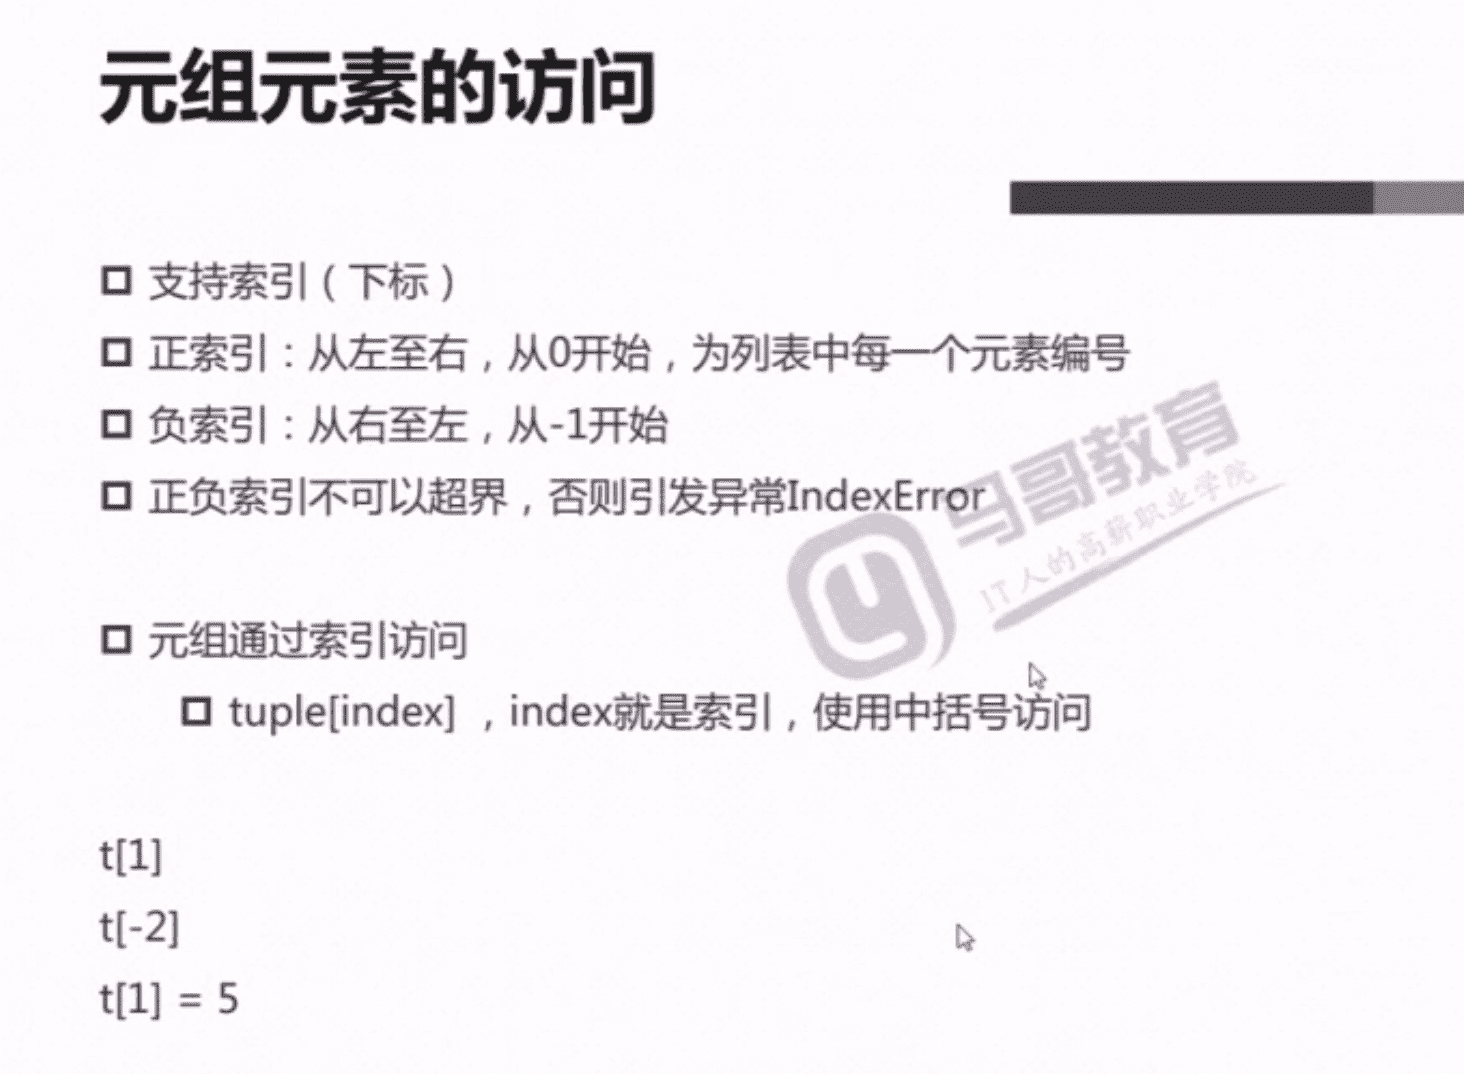 元组元素的访问
支持索引（下标）
正索引：从左至右，从0开始，为列表中每一个元素编号
负索引：从右至左，从-1开始
正负索引不可以超界，否则引发异常IndexError
马哥教育
IT人的高薪职业学院
元组通过索引访问
tuple[index] ，index就是索引，使用中括号访问
t[1]
t[-2]
t[1] = 5